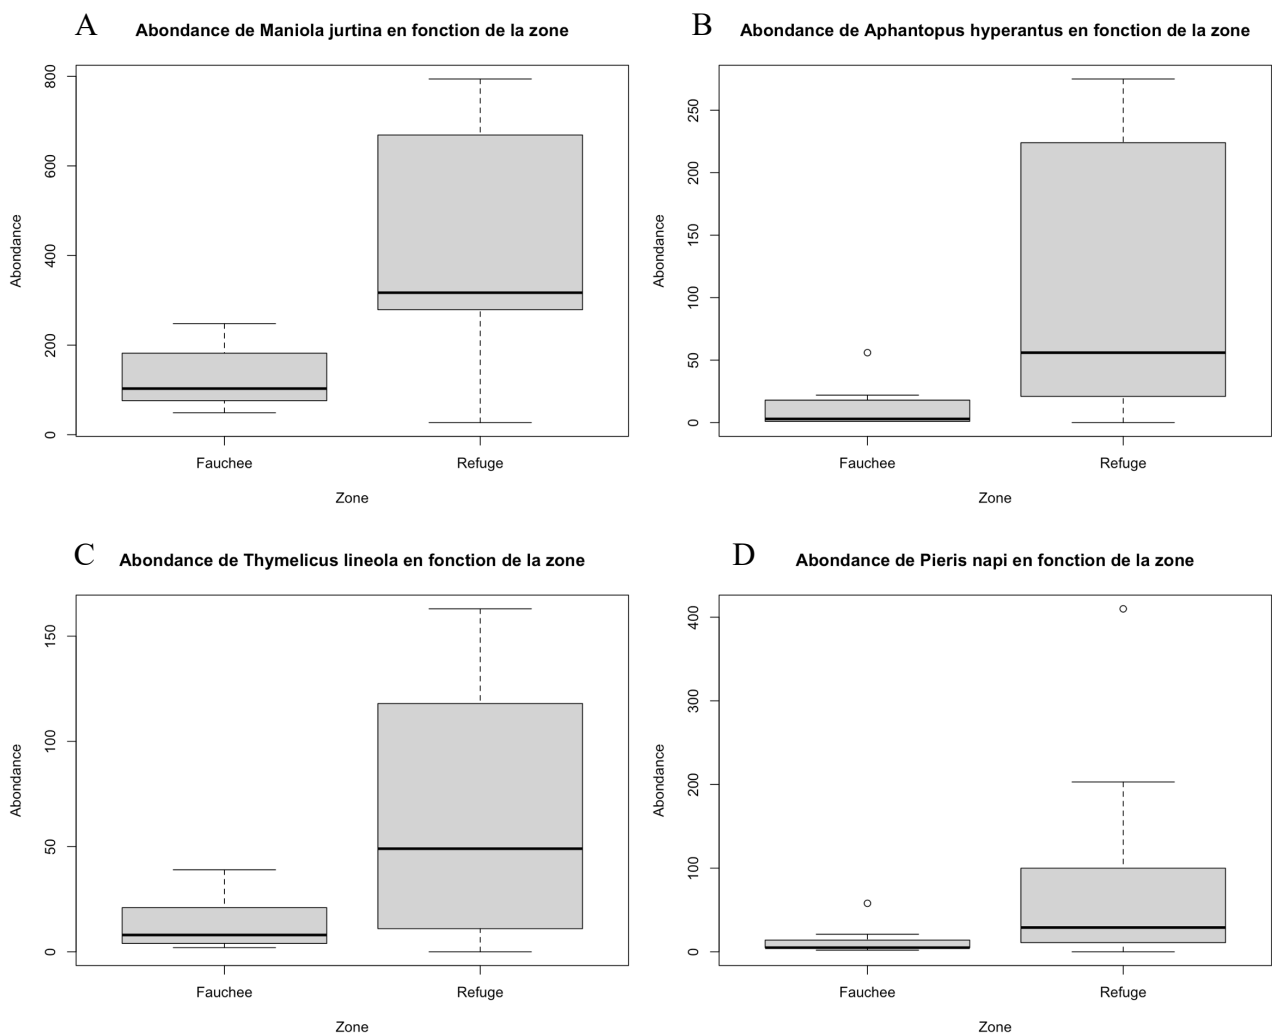 A
Abondance de Maniola jurtina en fonction de la zone
Abondance
0
200
400
600
800
Fauchee
Refuge
Zone
B
Abondance de Aphantopus hyperantus en fonction de la zone
Abondance
0
50
100
150
200
250
Fauchee
Refuge
Zone
C
Abondance de Thymelicus lineola en fonction de la zone
Abondance
0
50
100
150
Fauchee
Refuge
Zone
D
Abondance de Pieris napi en fonction de la zone
Abondance
0
100
200
300
400
Fauchee
Refuge
Zone